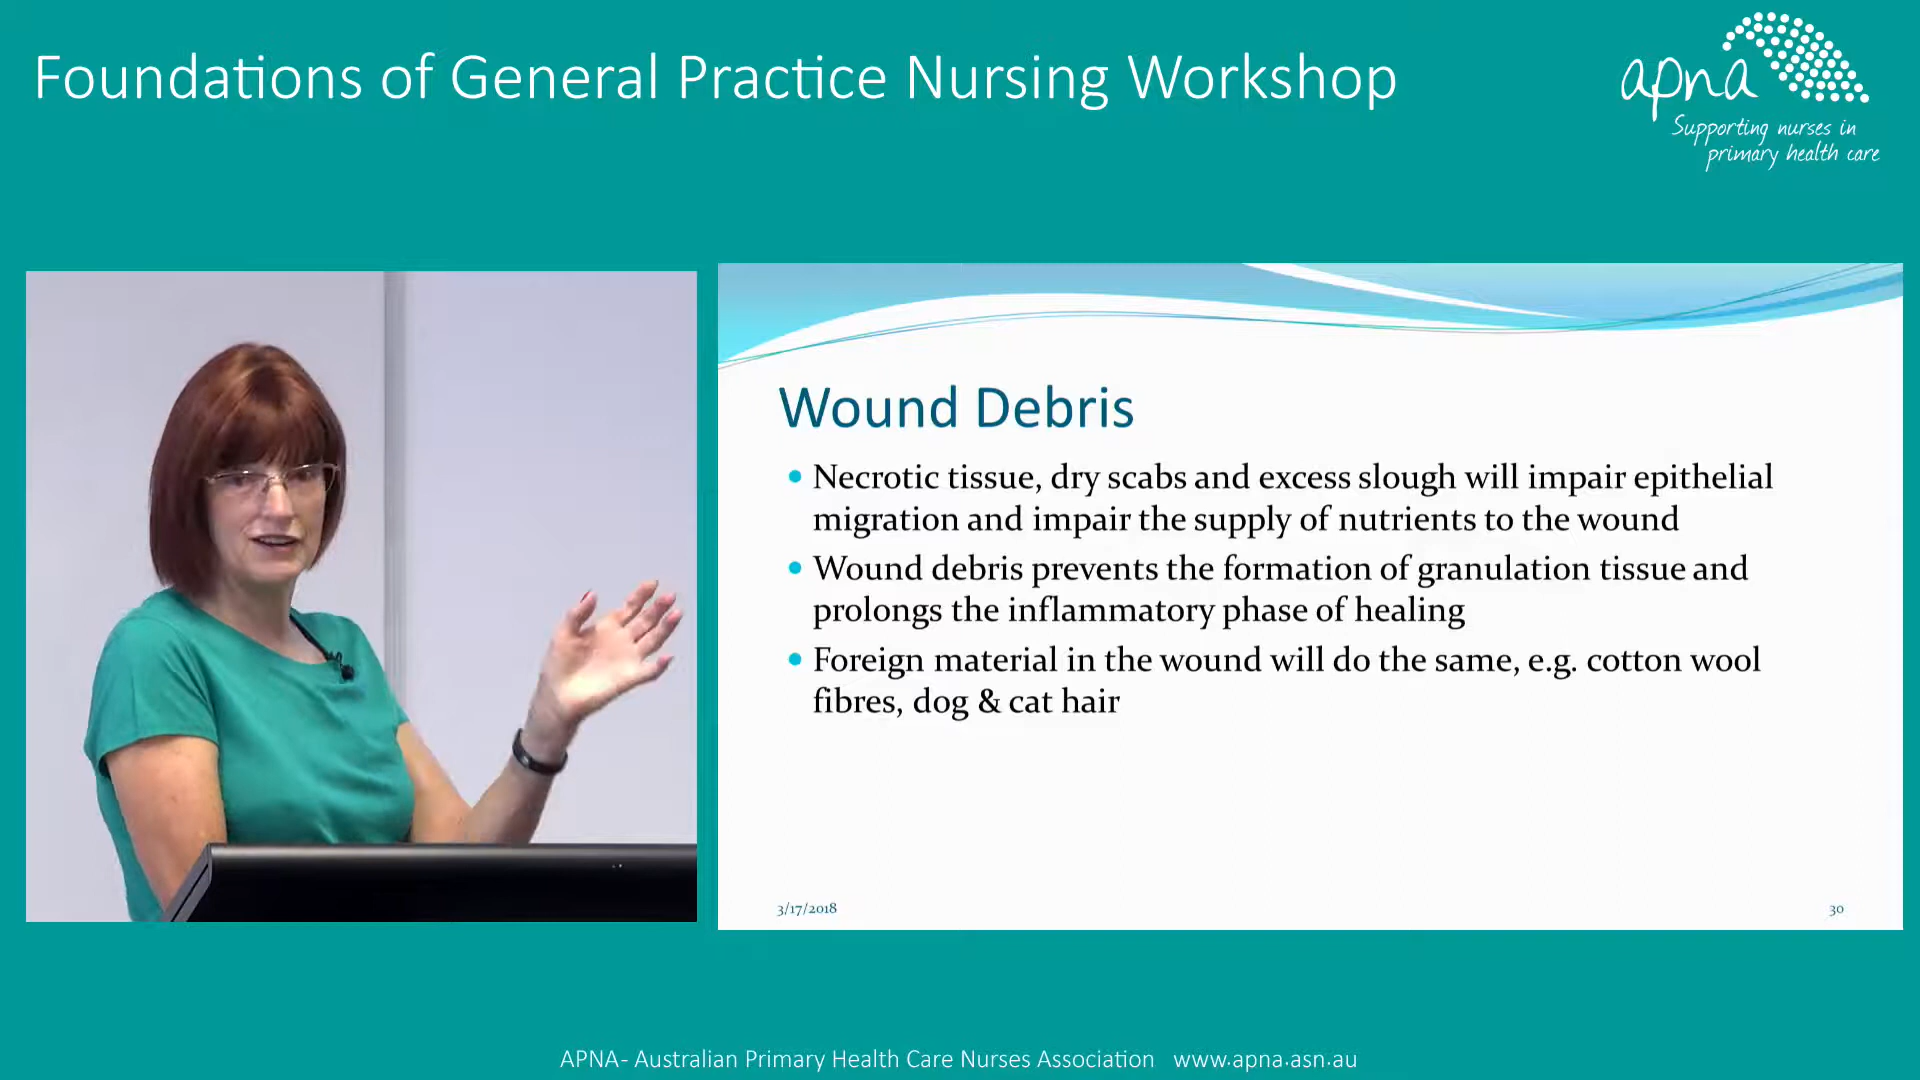 Foundations of General Practice Nursing Workshop
apna
Supporting nurses in
primary health care
Wound Debris
• Necrotic tissue, dry scabs and excess slough will impair epithelial
migration and impair the supply of nutrients to the wound
• Wound debris prevents the formation of granulation tissue and
prolongs the inflammatory phase of healing
• Foreign material in the wound will do the same, e.g. cotton wool
fibres, dog & cat hair
3/17/2018
30
APNA- Australian Primary Health Care Nurses Association www.apna.asn.au